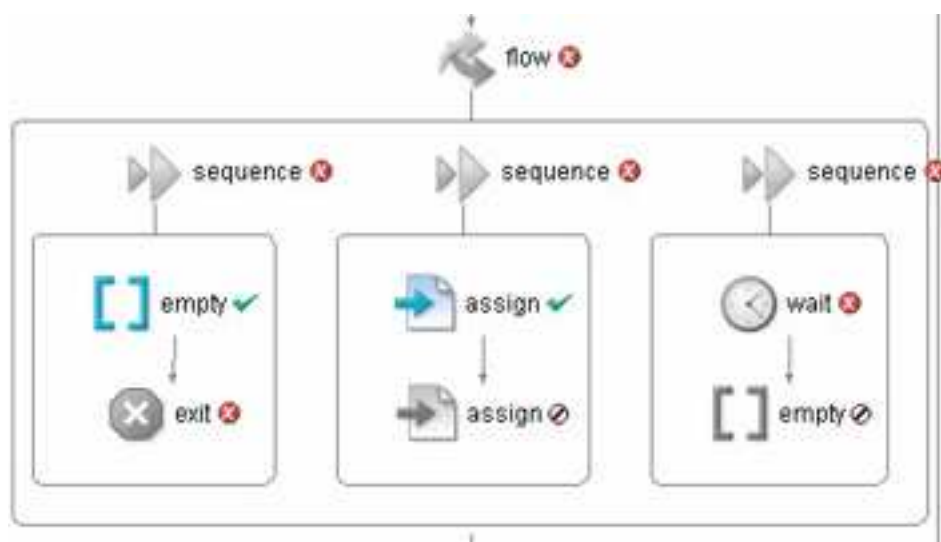 flow
sequence sequence sequence
empty assign wait
exit assign empty